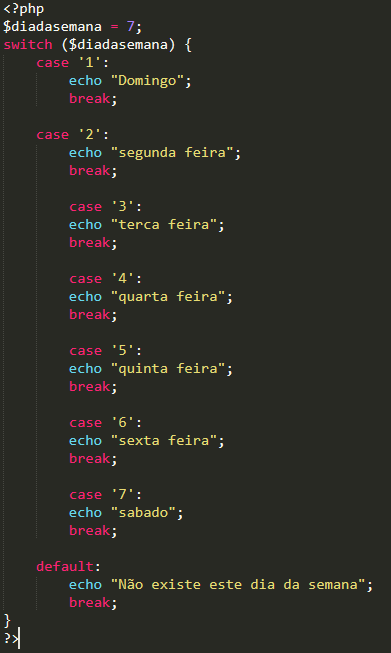 <?php
$diadasemana = 7;
switch ($diadasemana) {
    case '1':
        echo "Domingo";
        break;

    case '2':
        echo "segunda feira";
        break;

        case '3':
        echo "terca feira";
        break;

        case '4':
        echo "quarta feira";
        break;

        case '5':
        echo "quinta feira";
        break;

        case '6':
        echo "sexta feira";
        break;

        case '7':
        echo "sabado";
        break;

    default:
        echo "Não existe este dia da semana";
        break;
}
?>